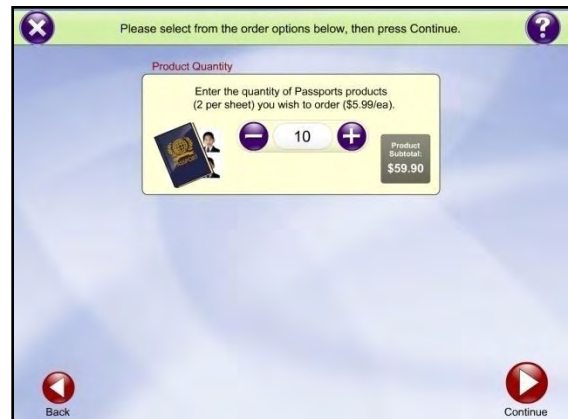 Please select from the order options below, then press Continue.
?
Product Quantity
Enter the quantity of Passports products
(2 per sheet) you wish to order ($5.99/ea).
10
PASSPORT
Product
Subtotal:
$59.90
Back
Continue